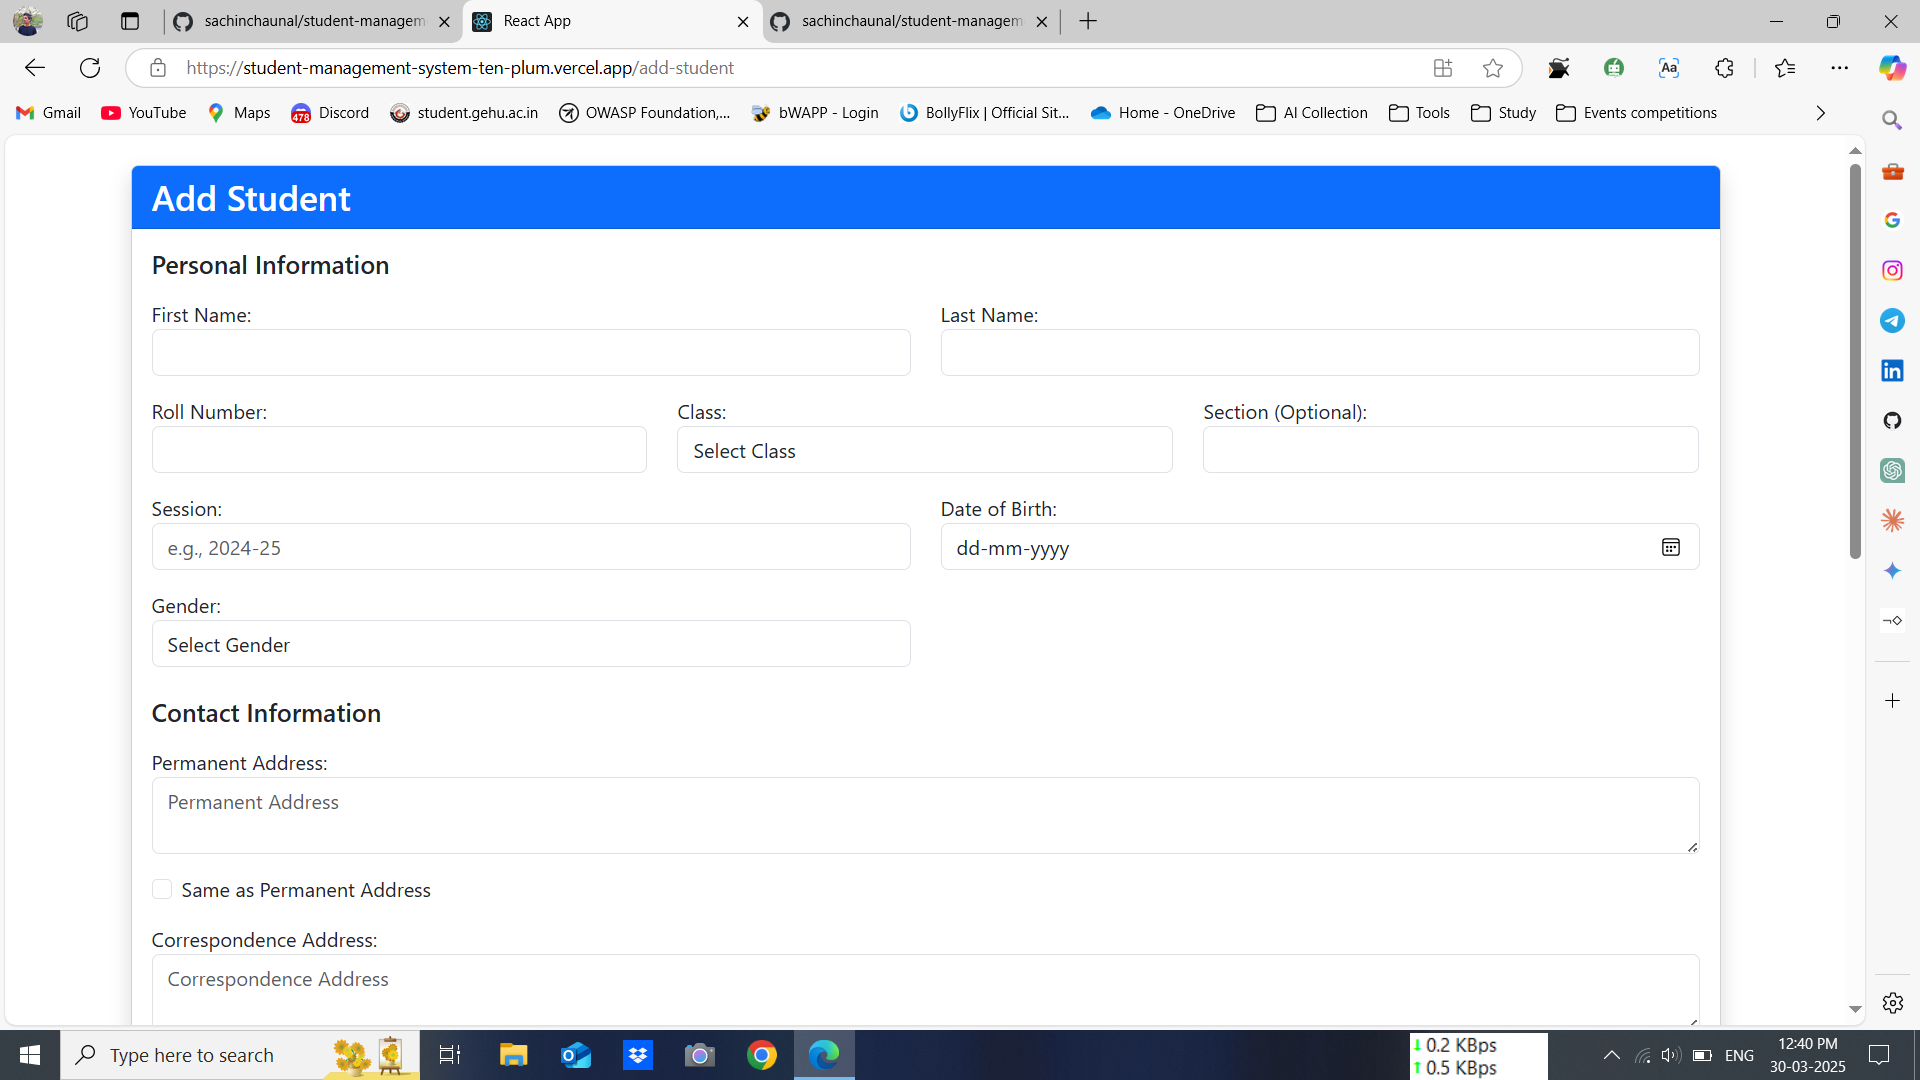 sachinchaunal/student-managem
React App
sachinchaunal/student-managem
https://student-management-system-ten-plum.vercel.app/add-student
Gmail
YouTube
Maps
478
Discord
student.gehu.ac.in
OWASP Foundation,...
bWAPP - Login
BollyFlix | Official Sit...
Home - OneDrive
AI Collection
Tools
Study
Events competitions
Add Student
Personal Information
First Name:
Last Name:
Roll Number:
Class:
Section (Optional):
Select Class
Session:
Date of Birth:
e.g., 2024-25
dd-mm-yyyy
Gender:
Select Gender
Contact Information
Permanent Address:
Permanent Address
Same as Permanent Address
Correspondence Address:
Correspondence Address
Type here to search
0.2 KBps
0.5 KBps
ENG
12:40 PM
30-03-2025